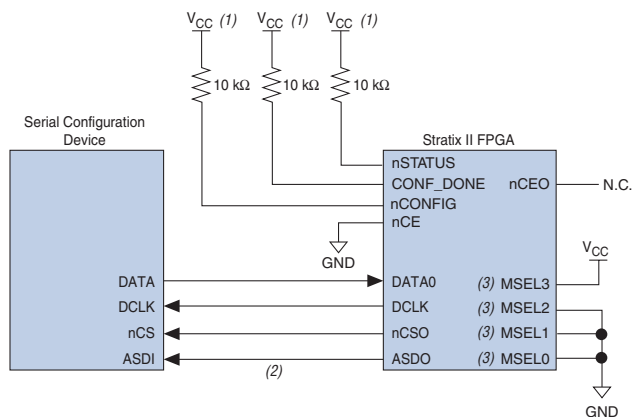 VCC (1) VCC (1) VCC (1)
10 kΩ 10 kΩ 10 kΩ
Serial Configuration
Device
Stratix II FPGA
nSTATUS
CONF_DONE nCEO N.C.
nCONFIG
nCE
GND
VCC
DATA DATA0 (3) MSEL3
DCLK DCLK (3) MSEL2
nCS nCSO (3) MSEL1
ASDI (2) ASDO (3) MSEL0
GND